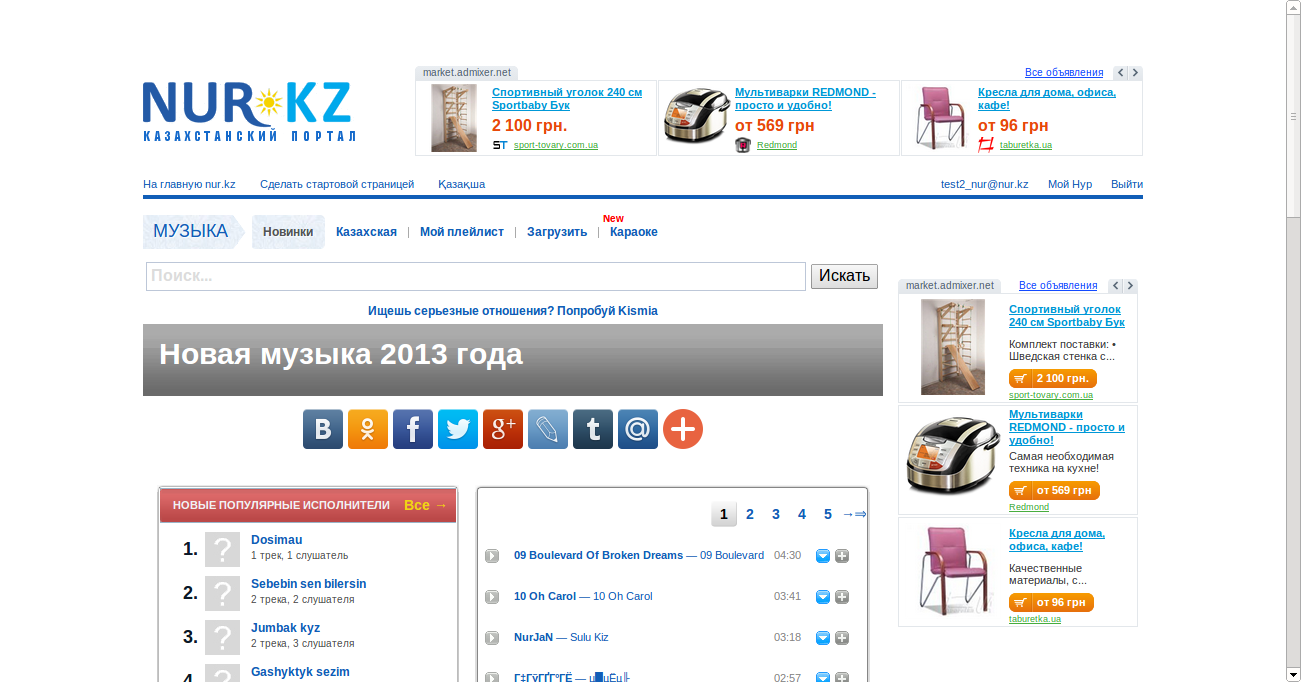 market.admixer.net
Все объявления
NUR KZ
КАЗАХСТАНСКИЙ ПОРТАЛ
Спортивный уголок 240 см
Sportbaby Бук
2 100 грн.
ST sport-tovary.com.ua
Мультиварки REDMOND -
просто и удобно!
от 569 грн
Redmond
Кресла для дома, офиса,
кафе!
от 96 грн
taburetka.ua
На главную nur.kz
Сделать стартовой страницей
Қазақша
test2_nur@nur.kz
Мой Нур
Выйти
МУЗЫКА
Новинки
Казахская
Мой плейлист
Загрузить
New
Караоке
Поиск...
Искать
Ищешь серьезные отношения? Попробуй Kismia
Новая музыка 2013 года
НОВЫЕ ПОПУЛЯРНЫЕ ИСПОЛНИТЕЛИ Все →
1. Dosimau
1 трек, 1 слушатель
2. Sebebin sen bilersin
2 трека, 2 слушателя
3. Jumbak kyz
2 трека, 3 слушателя
4. Gashyktyk sezim
1 2 3 4 5 →⇒
09 Boulevard Of Broken Dreams — 09 Boulevard 04:30
10 Oh Carol — 10 Oh Carol 03:41
NurJaN — Sulu Kiz 03:18
02:57
market.admixer.net
Все объявления
Спортивный уголок
240 см Sportbaby Бук
Комплект поставки: •
Шведская стенка с...
2 100 грн.
sport-tovary.com.ua
Мультиварки
REDMOND - просто и
удобно!
Самая необходимая
техника на кухне!
от 569 грн
Redmond
Кресла для дома,
офиса, кафе!
Качественные
материалы, с...
от 96 грн
taburetka.ua